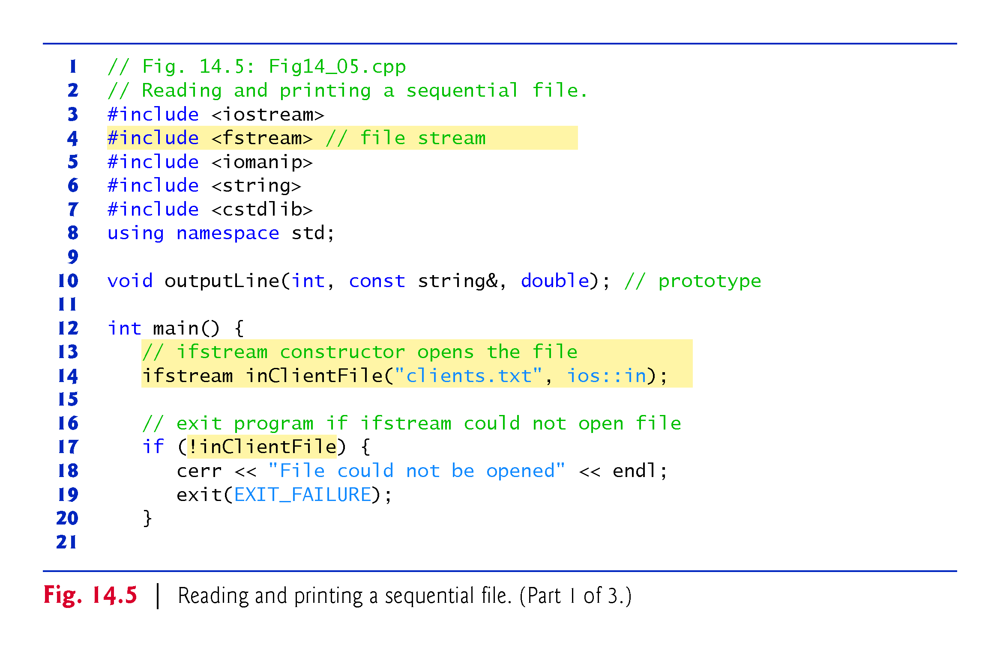 1 // Fig. 14.5: Fig14_05.cpp
2 // Reading and printing a sequential file.
3 #include <iostream>
4 #include <fstream> // file stream
5 #include <iomanip>
6 #include <string>
7 #include <cstdlib>
8 using namespace std;
9
10 void outputLine(int, const string&, double); // prototype
11
12 int main() {
13 // ifstream constructor opens the file
14 ifstream inClientFile("clients.txt", ios::in);
15
16 // exit program if ifstream could not open file
17 if (!inClientFile) {
18 cerr << "File could not be opened" << endl;
19 exit(EXIT_FAILURE);
20 }
21
Fig. 14.5 | Reading and printing a sequential file. (Part 1 of 3.)